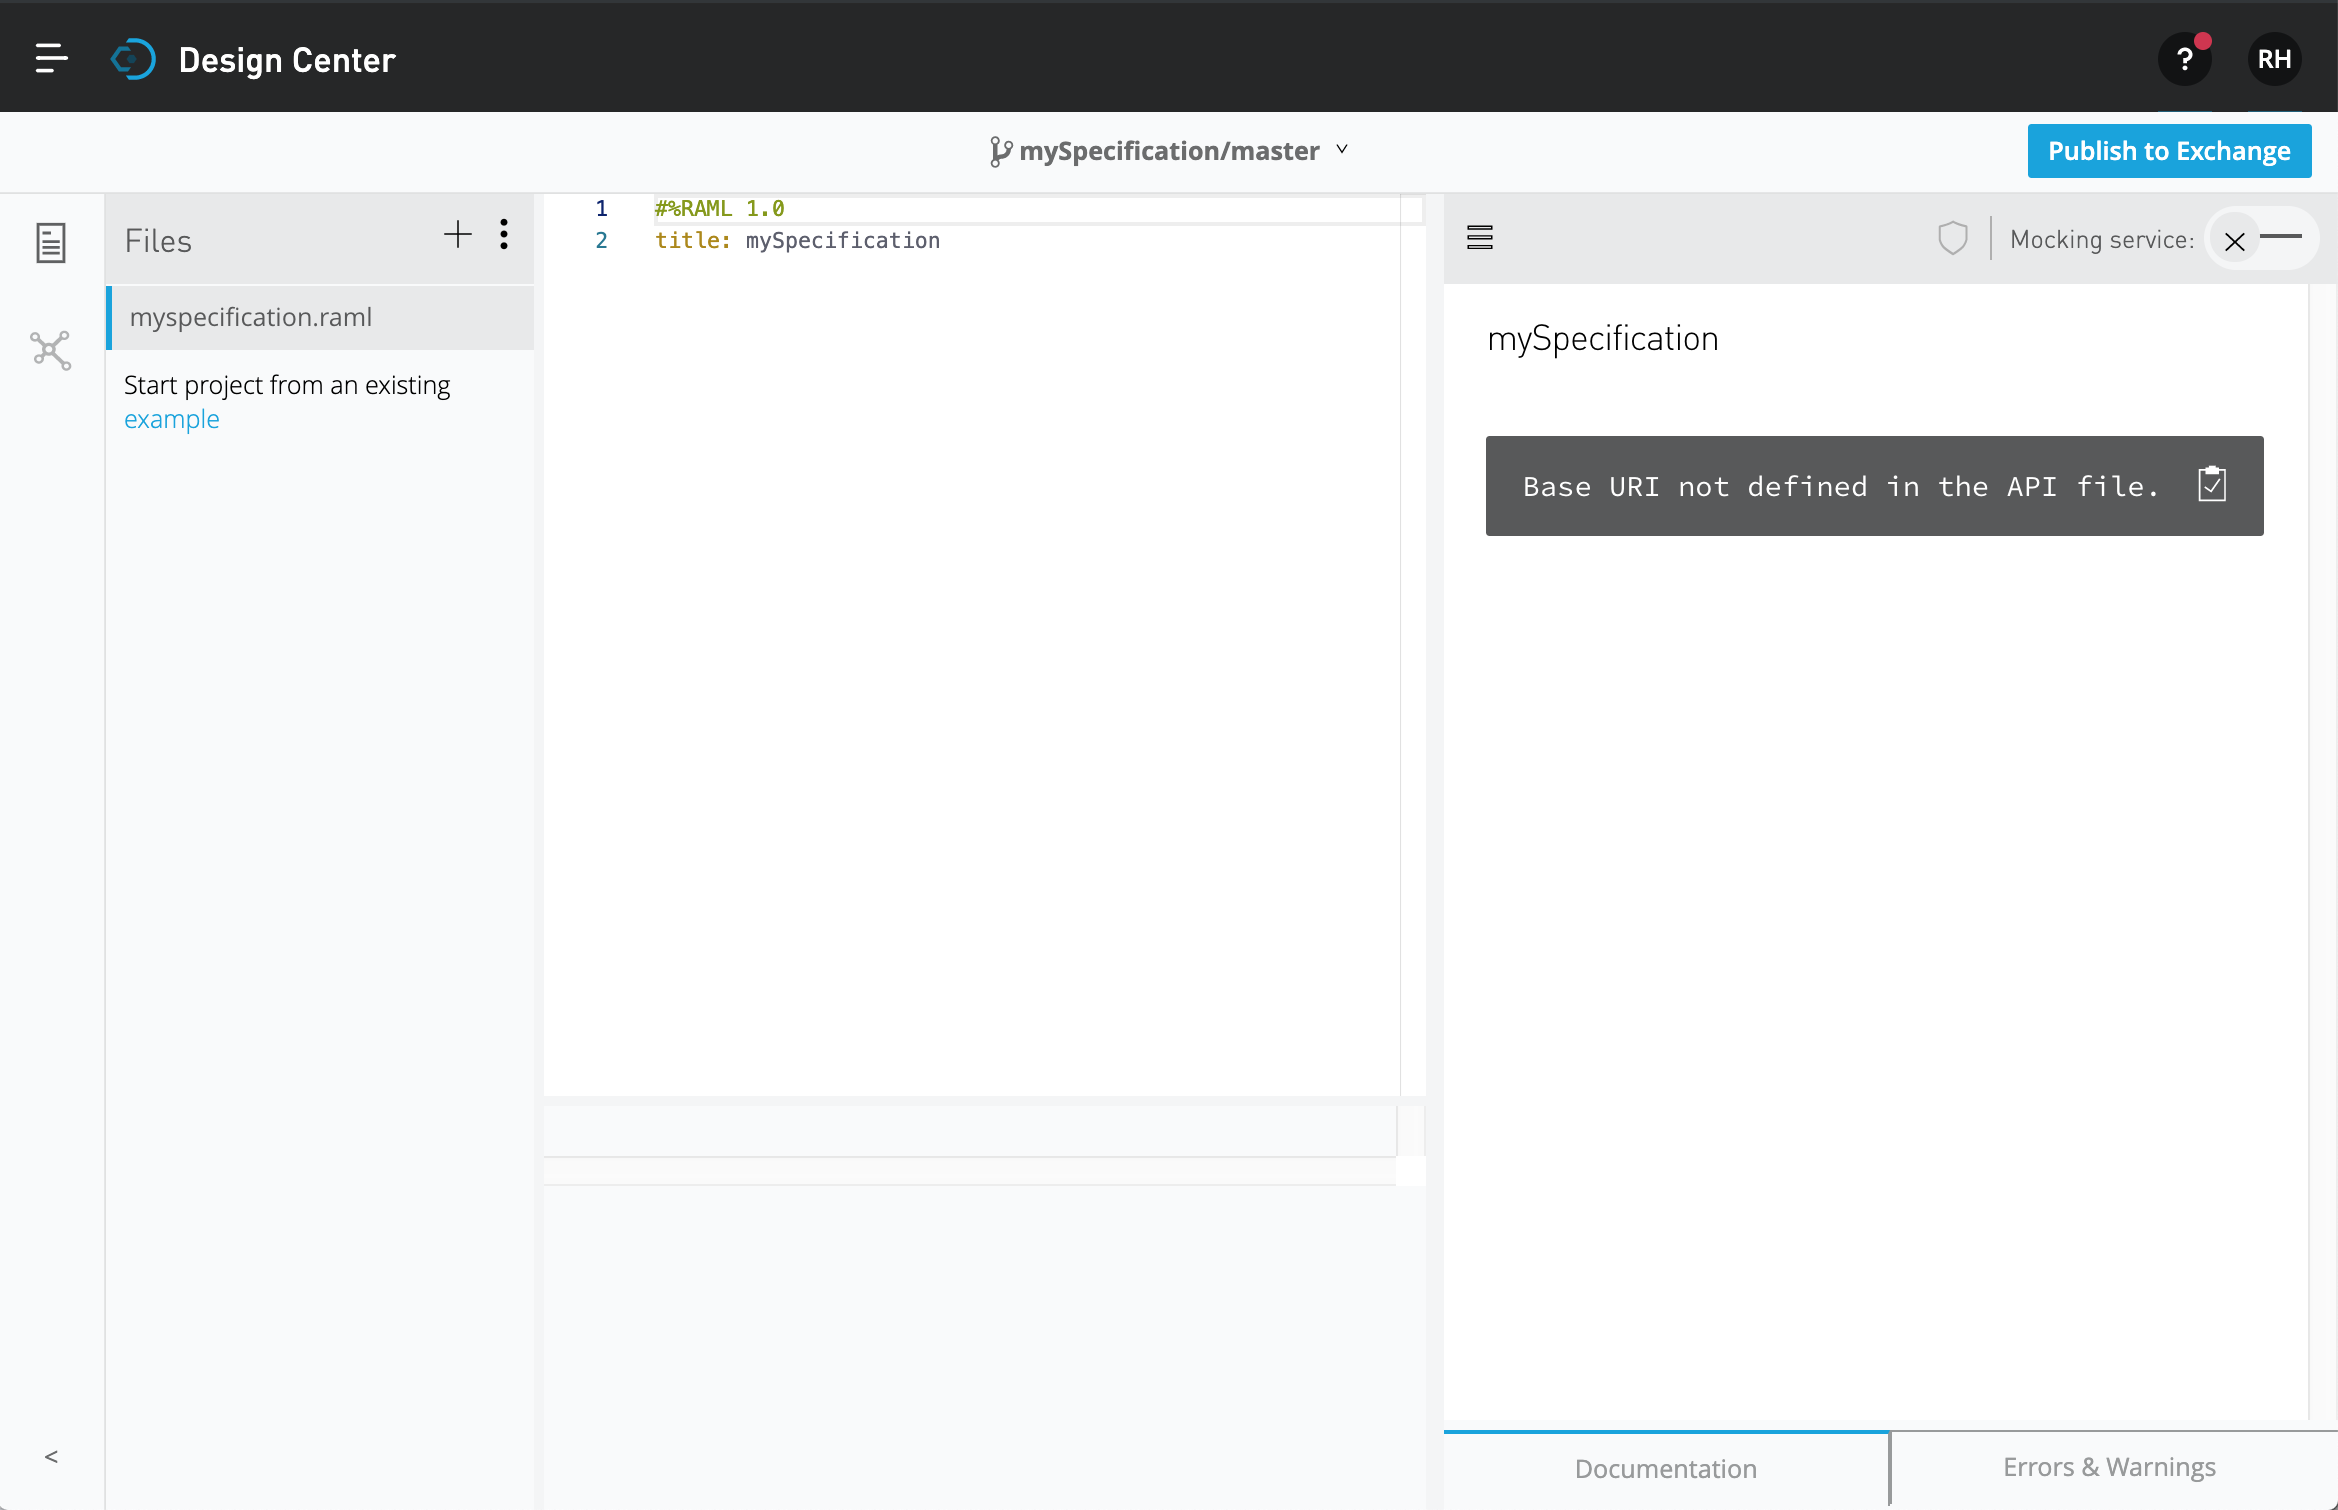 Design Center
?
RH
mySpecification/master
Publish to Exchange
Files
myspecification.raml
Start project from an existing
example
1 #%RAML 1.0
2 title: mySpecification
Mocking service:
mySpecification
Base URI not defined in the API file.
<
Documentation
Errors & Warnings